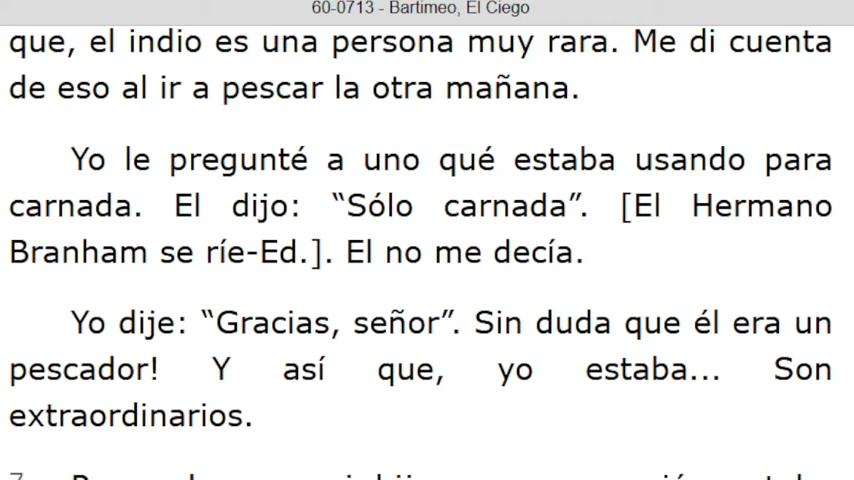 60-0713 - Bartimeo, El Ciego
que, el indio es una persona muy rara. Me di cuenta
de eso al ir a pescar la otra mañana.
Yo le pregunté a uno qué estaba usando para
carnada. El dijo: “Sólo carnada”. [El Hermano
Branham se ríe-Ed.]. El no me decía.
Yo dije: “Gracias, señor”. Sin duda que él era un
pescador! Y así que, yo estaba... Son
extraordinarios.